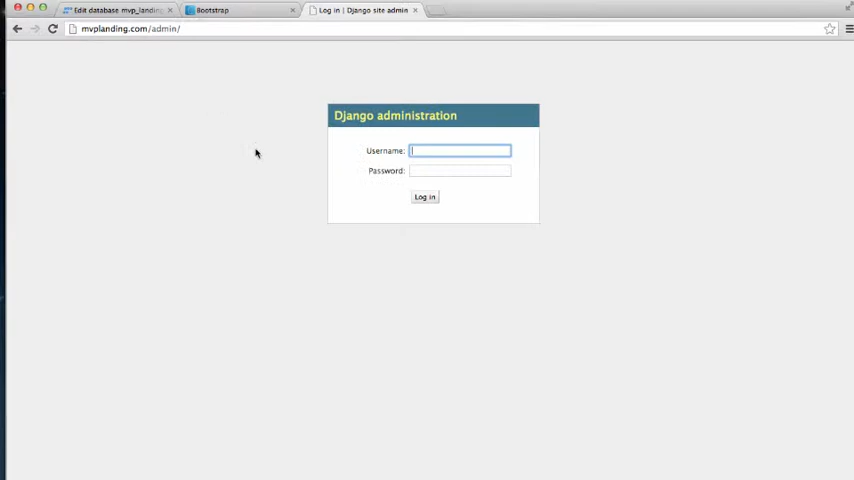 Edit database mvp_landing
Bootstrap
Log in | Django site admin
mvplanding.com/admin/
Django administration
Username:
Password:
Log in